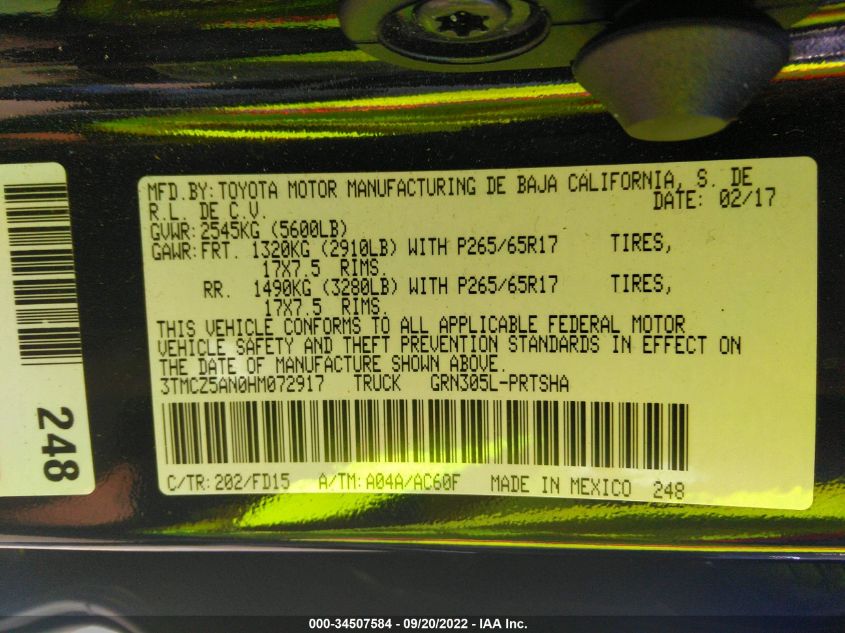 MFD.BY: TOYOTA MOTOR MANUFACTURING DE BAJA CALIFORNIA, S. DE
R.L. DE C.V. DATE: 02/17
GVWR: 2545KG (5600LB)
GAWR: FRT. 1320KG (2910LB) WITH P265/65R17 TIRES,
17X7.5 RIMS.
RR. 1490KG (3280LB) WITH P265/65R17 TIRES,
17X7.5 RIMS.
THIS VEHICLE CONFORMS TO ALL APPLICABLE FEDERAL MOTOR
VEHICLE SAFETY AND THEFT PREVENTION STANDARDS IN EFFECT ON
THE DATE OF MANUFACTURE SHOWN ABOVE.
3TMCZ5AN0HM072917 TRUCK GRN305L-PRTSHA
C/TR: 202/FD15 A/TM: A04A/AC60F MADE IN MEXICO 248
248
000-34507584 - 09/20/2022 - IAA Inc.